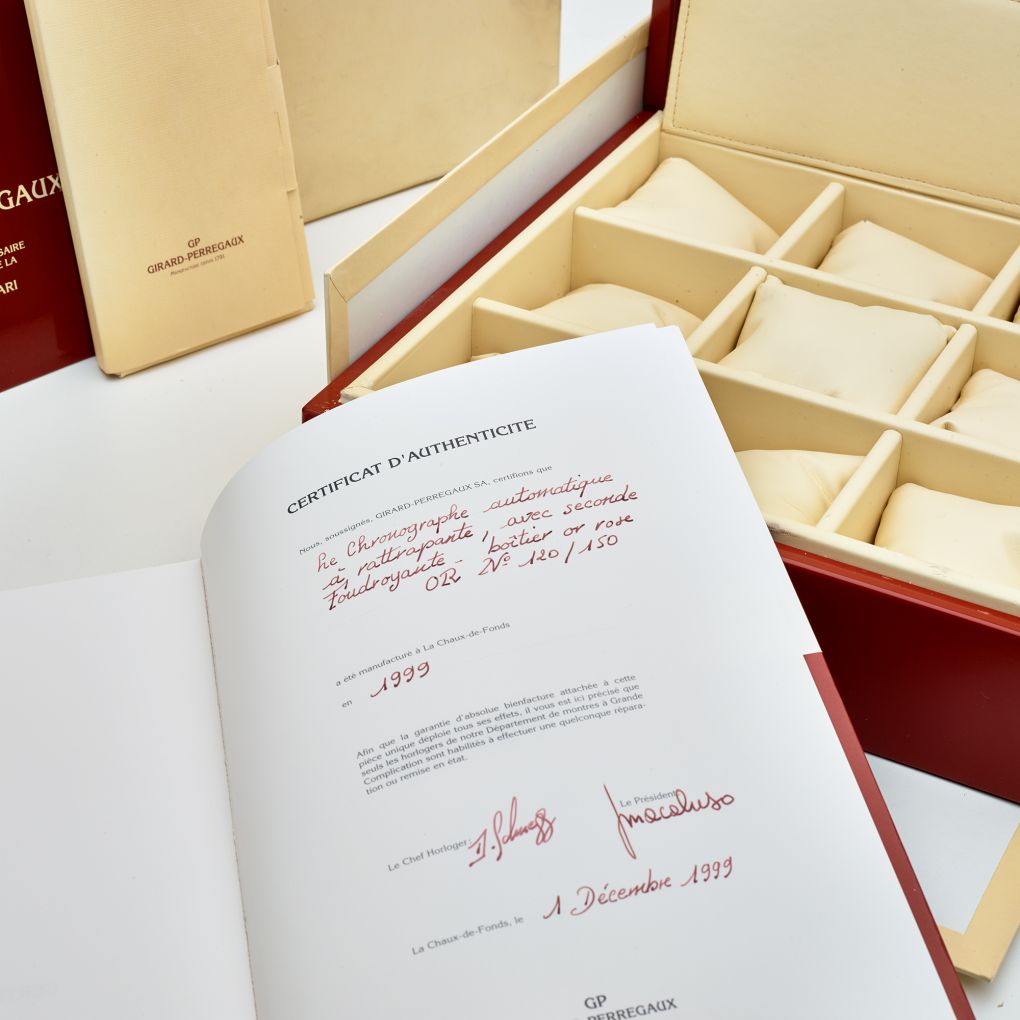 GAUX
SAIRE
E LA
ARI
GP
GIRARD-PERREGAUX
Manufacture depuis 1791
CERTIFICAT D'AUTHENTICITE
Nous, soussignés, GIRARD-PERREGAUX SA, certifions que
Le Chronographe automatique
à rattrapante, avec seconde
foudroyante - boîtier or rose
OR N° 120/150
a été manufacturé à La Chaux-de-Fonds
en 1999
Afin que la garantie d'absolue bienfacture attachée à cette
pièce unique déploie tous ses effets, il vous est ici précisé que
seuls les horlogers de notre Département de montres à Grande
Complication sont habilités à effectuer une quelconque répara-
tion ou remise en état.
Le Chef Horloger:
Le Président
La Chaux-de-Fonds, le 1 Décembre 1999
GP
PERREGAUX